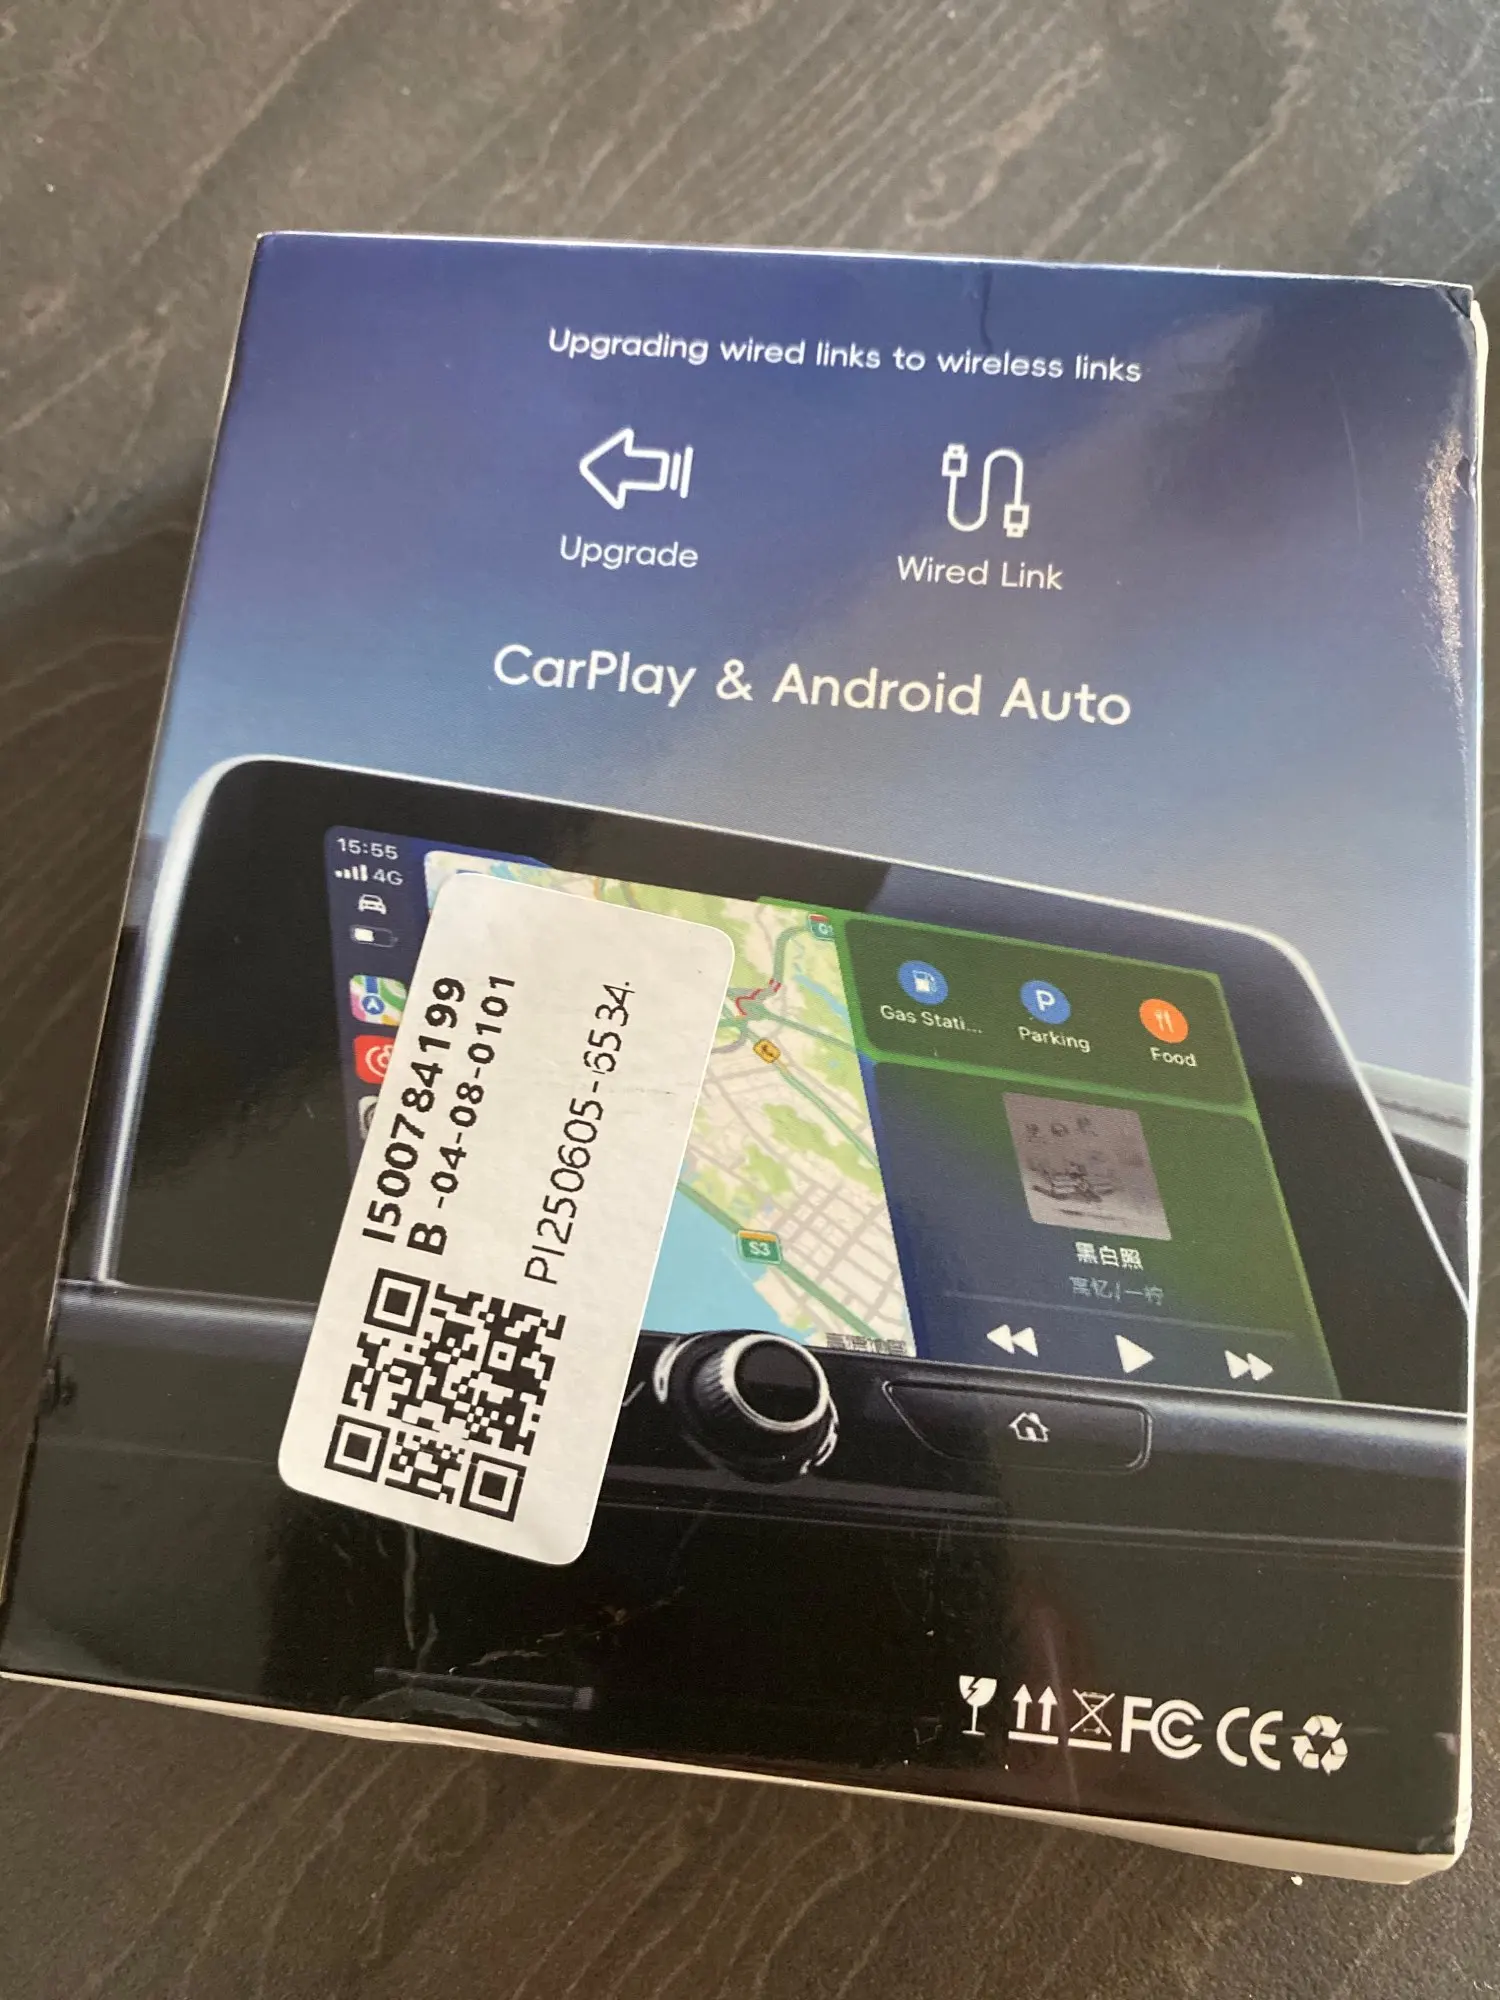 Upgrading wired links to wireless links
Upgrade
Wired Link
CarPlay & Android Auto
15:55
4G
Gas Stati...
Parking
Food
S3
黑白照
I500784199
B -04-08-0101
PI250605-6534.
FC CE